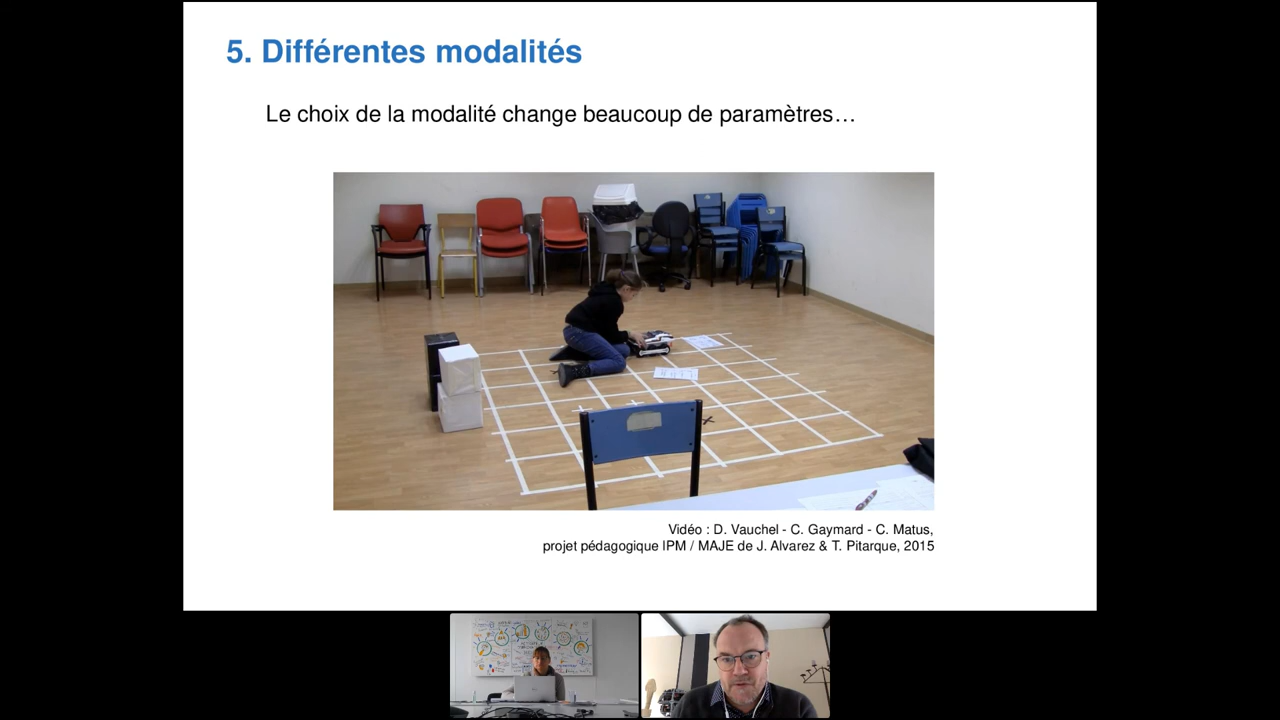 5. Différentes modalités
Le choix de la modalité change beaucoup de paramètres…
Vidéo : D. Vauchel - C. Gaymard - C. Matus,
projet pédagogique IPM / MAJE de J. Alvarez & T. Pitarque, 2015